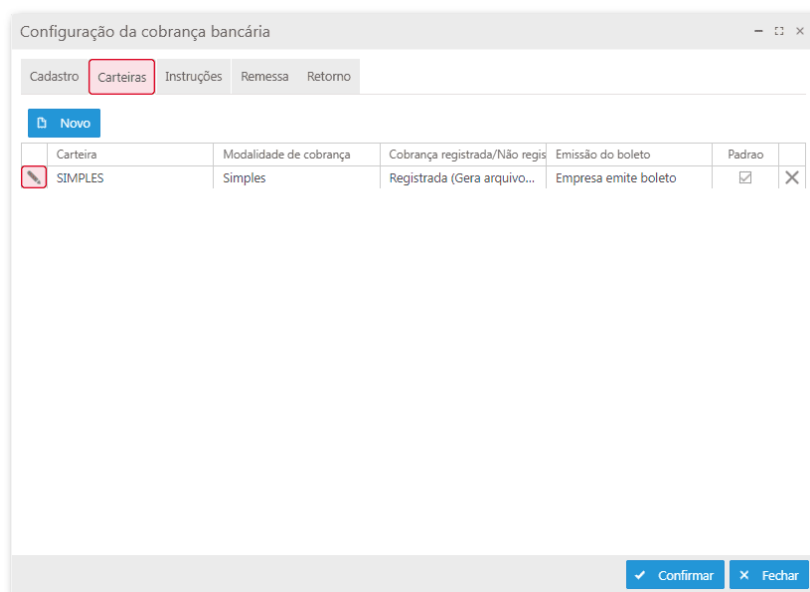 Configuração da cobrança bancária
Cadastro Carteiras Instruções Remessa Retorno
Novo
Carteira Modalidade de cobrança Cobrança registrada/Não regis Emissão do boleto Padrao
SIMPLES Simples Registrada (Gera arquivo... Empresa emite boleto
Confirmar Fechar